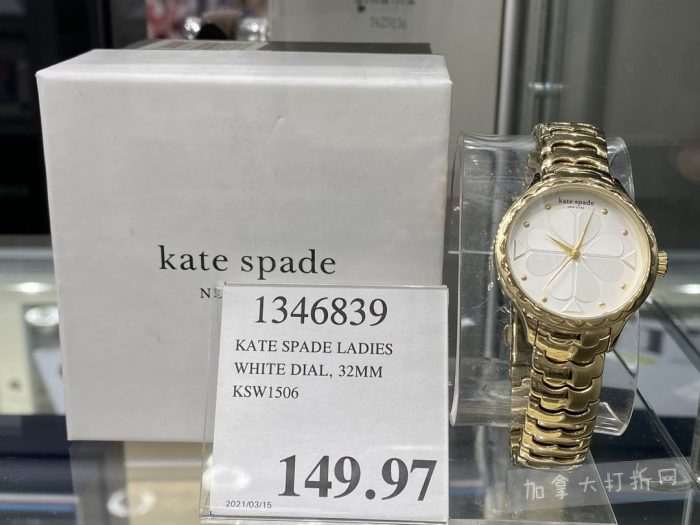 kate spade
kate spade
1346839
KATE SPADE LADIES
WHITE DIAL, 32MM
KSW1506
149.97
2021/03/15
加拿大打折网